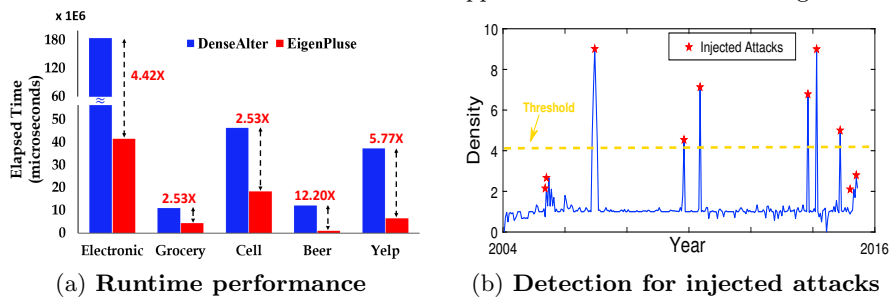 x 1E6
180
120
60
50
40
30
20
10
0
Elapsed Time
(microseconds)
DenseAlter
EigenPluse
4.42X
2.53X
2.53X
12.20X
5.77X
Electronic Grocery Cell Beer Yelp
(a) Runtime performance
10
8
6
4
2
0
Density
Injected Attacks
Threshold
2004
Year
2016
(b) Detection for injected attacks